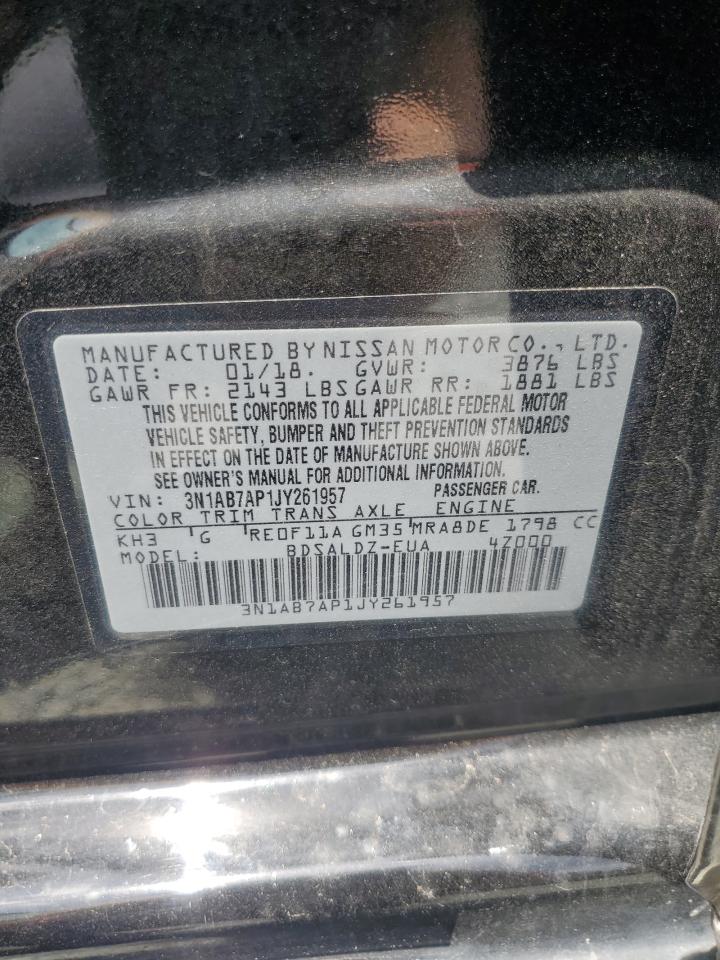 MANUFACTURED BY NISSAN MOTOR CO., LTD.
DATE: 01/18. GVWR: 3876 LBS
GAWR FR: 2143 LBS GAWR RR: 1881 LBS
THIS VEHICLE CONFORMS TO ALL APPLICABLE FEDERAL MOTOR
VEHICLE SAFETY, BUMPER AND THEFT PREVENTION STANDARDS
IN EFFECT ON THE DATE OF MANUFACTURE SHOWN ABOVE.
SEE OWNER'S MANUAL FOR ADDITIONAL INFORMATION.
VIN: 3N1AB7AP1JY261957 PASSENGER CAR.
COLOR TRIM TRANS AXLE ENGINE
KH3 G RE0F11A GM35 MRA8DE 1798 CC
MODEL: BDSALDZ-EUA 4Z000
3N1AB7AP1JY261957